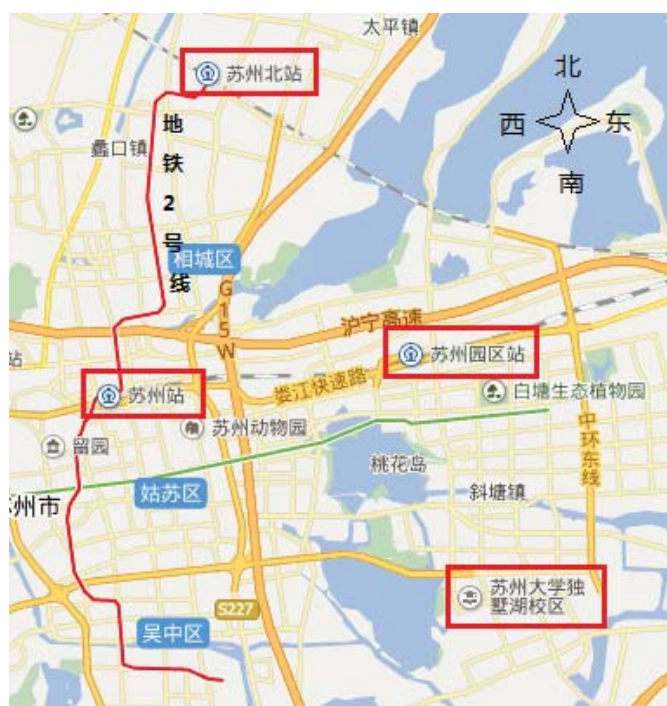 太平镇
苏州北站
北
西
东
南
地铁2号线
蠡口镇
相城区
G15W
沪宁高速
站
苏州园区站
娄江快速路
苏州站
白塘生态植物园
留园
苏州动物园
中环东线
桃花岛
姑苏区
州市
斜塘镇
苏州大学独
墅湖校区
S227
吴中区